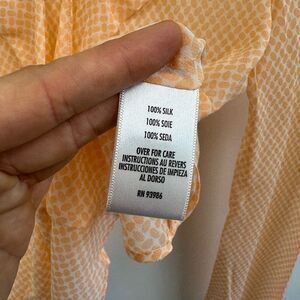 100% SILK
100% SOIE
100% SEDA
OVER FOR CARE
INSTRUCTIONS AU REVERS
INSTRUCCIONES DE LIMPIEZA
AL DORSO
RN 93986